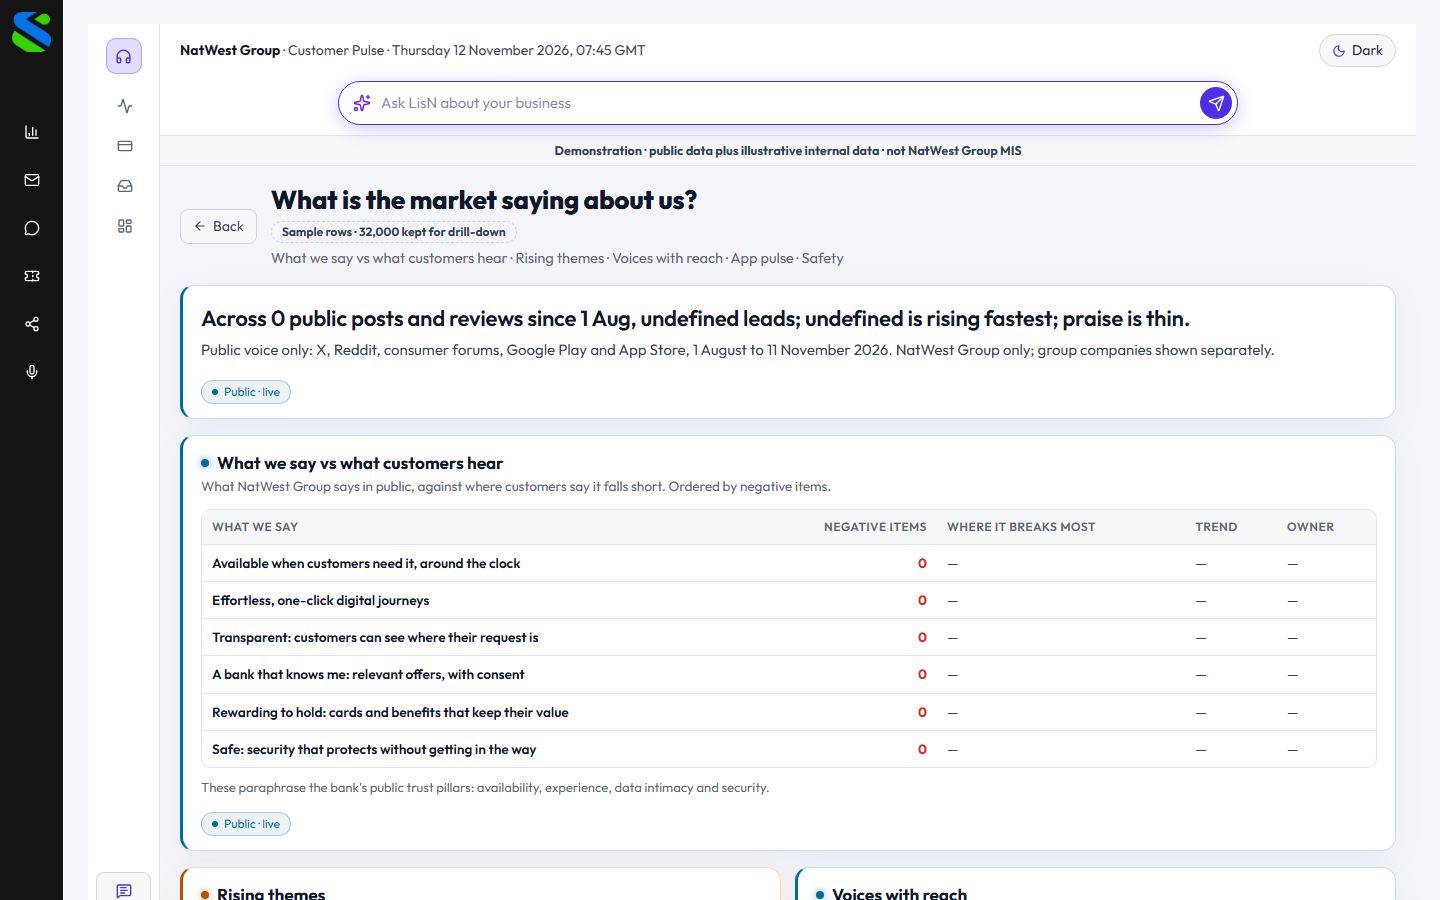 NatWest Group · Customer Pulse · Thursday 12 November 2026, 07:45 GMT
Dark
Ask LisN about your business
Demonstration · public data plus illustrative internal data · not NatWest Group MIS
Back
What is the market saying about us?
Sample rows · 32,000 kept for drill-down
What we say vs what customers hear · Rising themes · Voices with reach · App pulse · Safety
Across 0 public posts and reviews since 1 Aug, undefined leads; undefined is rising fastest; praise is thin.
Public voice only: X, Reddit, consumer forums, Google Play and App Store, 1 August to 11 November 2026. NatWest Group only; group companies shown separately.
Public · live
What we say vs what customers hear
What NatWest Group says in public, against where customers say it falls short. Ordered by negative items.
WHAT WE SAY NEGATIVE ITEMS WHERE IT BREAKS MOST TREND OWNER
Available when customers need it, around the clock 0 — — —
Effortless, one-click digital journeys 0 — — —
Transparent: customers can see where their request is 0 — — —
A bank that knows me: relevant offers, with consent 0 — — —
Rewarding to hold: cards and benefits that keep their value 0 — — —
Safe: security that protects without getting in the way 0 — — —
These paraphrase the bank's public trust pillars: availability, experience, data intimacy and security.
Public · live
Rising themes
Voices with reach